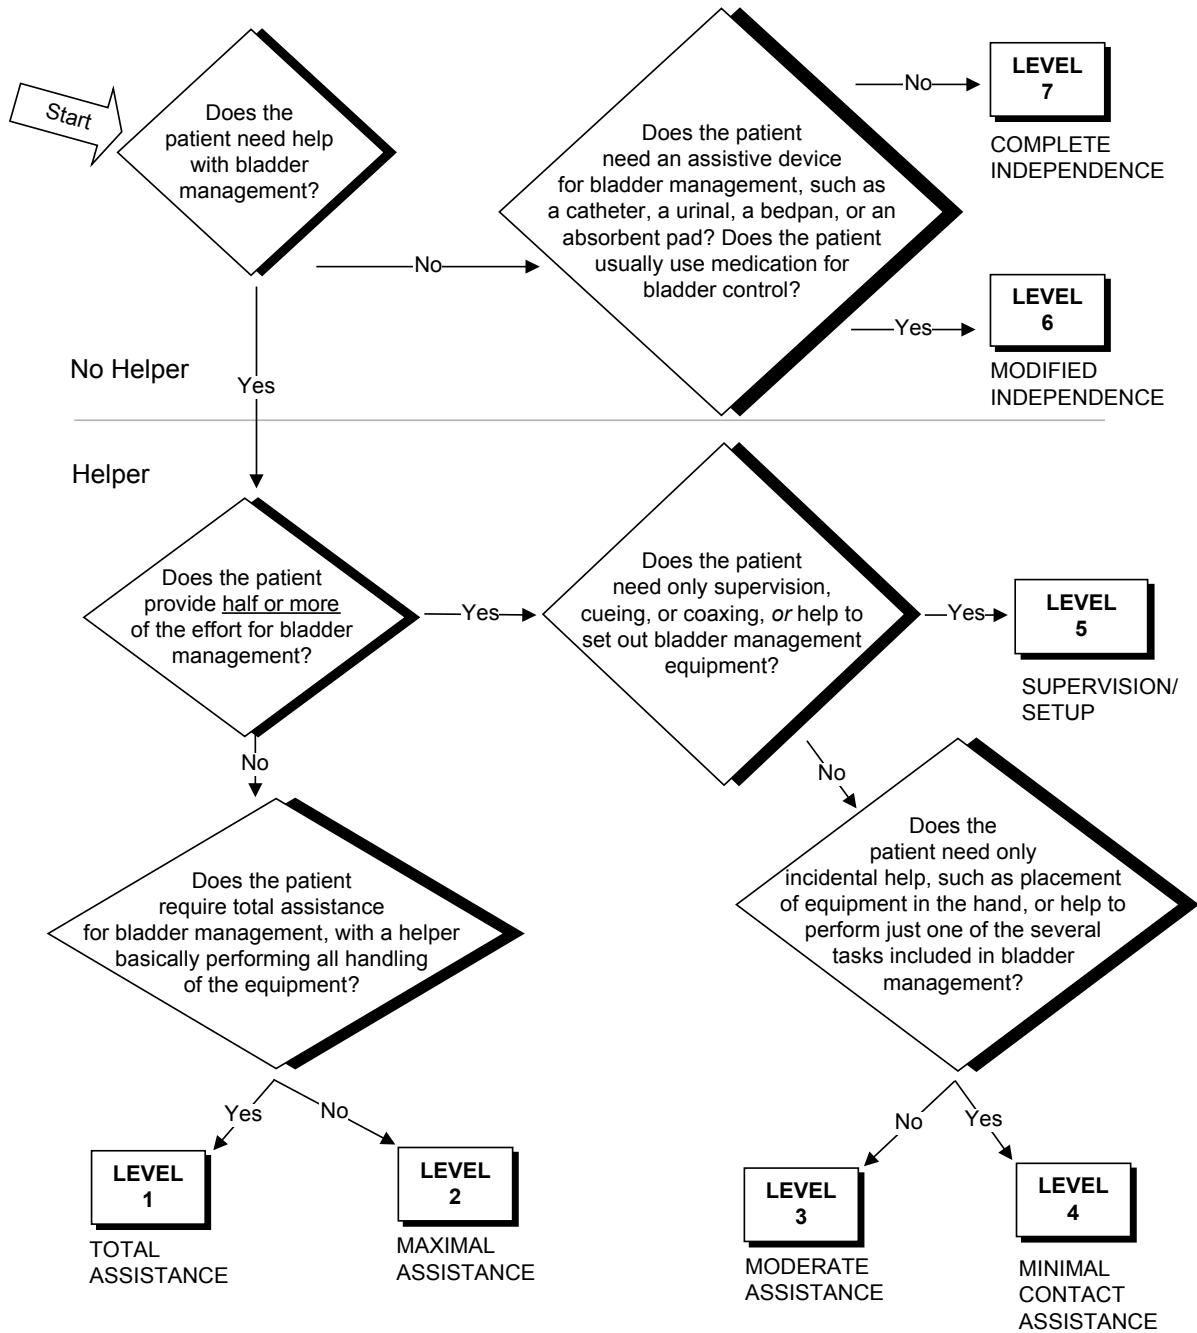 Start
Does the
patient need help
with bladder
management?
No
Does the patient
need an assistive device
for bladder management, such as
a catheter, a urinal, a bedpan, or an
absorbent pad? Does the patient
usually use medication for
bladder control?
No
LEVEL
7
COMPLETE
INDEPENDENCE
Yes
LEVEL
6
MODIFIED
INDEPENDENCE
No Helper
Yes
Helper
Does the patient
provide half or more
of the effort for bladder
management?
Yes
Does the patient
need only supervision,
cueing, or coaxing, or help to
set out bladder management
equipment?
Yes
LEVEL
5
SUPERVISION/
SETUP
No
No
Does the patient
require total assistance
for bladder management, with a helper
basically performing all handling
of the equipment?
Does the
patient need only
incidental help, such as placement
of equipment in the hand, or help to
perform just one of the several
tasks included in bladder
management?
Yes
No
LEVEL
1
TOTAL
ASSISTANCE
LEVEL
2
MAXIMAL
ASSISTANCE
No
Yes
LEVEL
3
MODERATE
ASSISTANCE
LEVEL
4
MINIMAL
CONTACT
ASSISTANCE